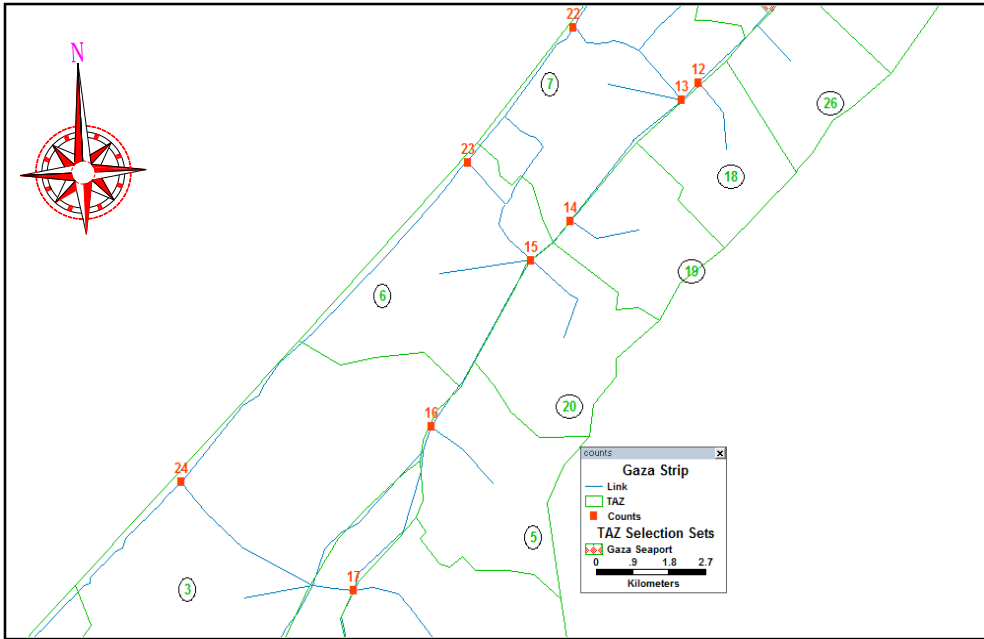 22
N
7
12
13
26
23
18
14
15
19
6
20
16
counts x
Gaza Strip
Link
TAZ
Counts
TAZ Selection Sets
Gaza Seaport
0 .9 1.8 2.7
Kilometers
24
5
17
3